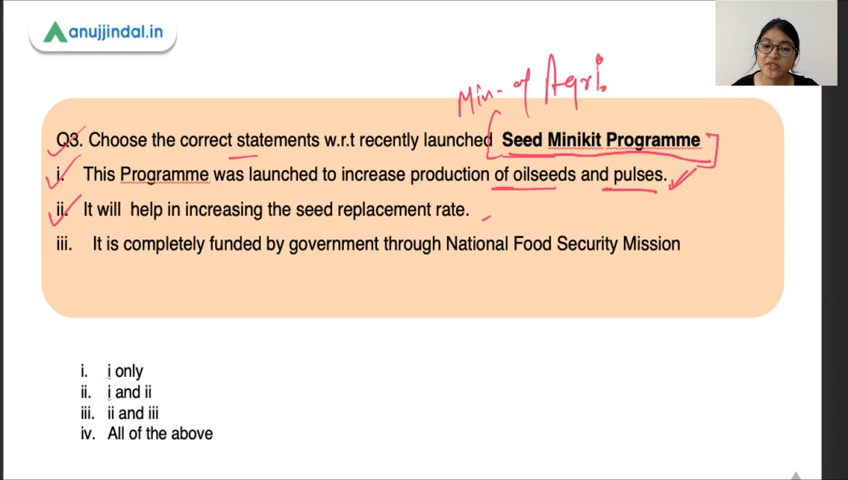 anujjindal.in
Min. of Agri.
Q3. Choose the correct statements w.r.t recently launched Seed Minikit Programme
i. This Programme was launched to increase production of oilseeds and pulses.
ii. It will help in increasing the seed replacement rate.
iii. It is completely funded by government through National Food Security Mission
i. i only
ii. i and ii
iii. ii and iii
iv. All of the above